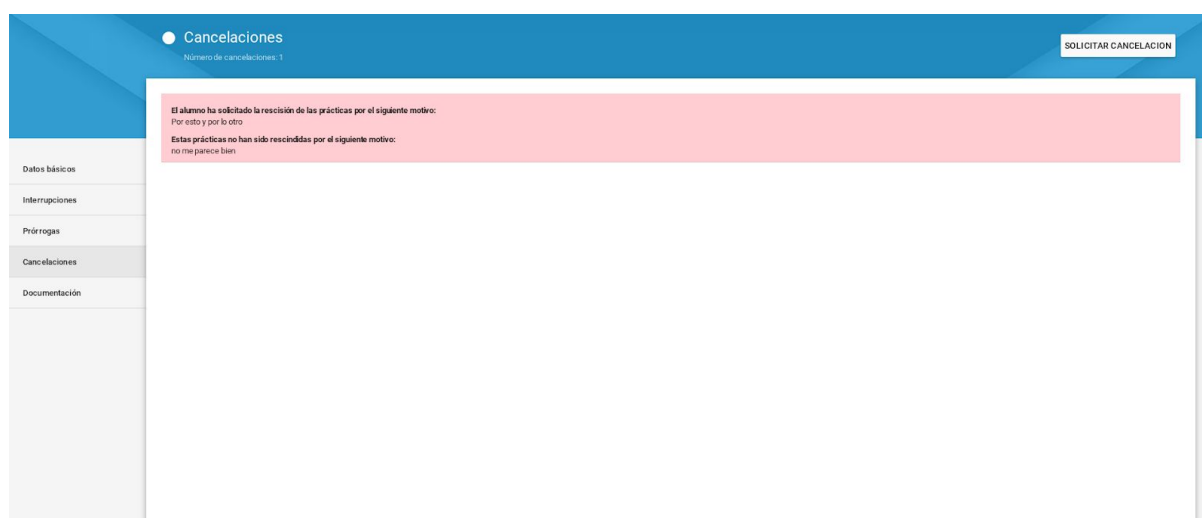 Cancelaciones
Número de cancelaciones: 1
SOLICITAR CANCELACION
El alumno ha solicitado la rescisión de las prácticas por el siguiente motivo:
Por esto y por lo otro
Estas prácticas no han sido rescindidas por el siguiente motivo:
no me parece bien
Datos básicos
Interrupciones
Prórrogas
Cancelaciones
Documentación